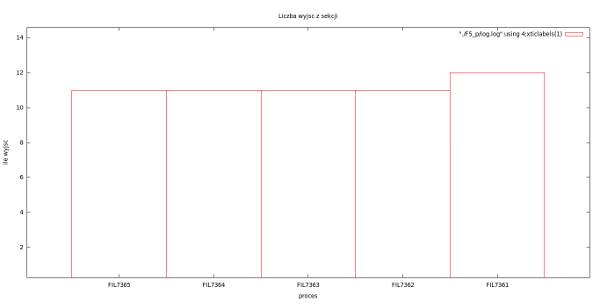 Liczba wyjsc z sekcji
"./F5_p/log.log" using 4:xticlabels(1)
14
12
10
8
6
4
2
ile wyjsc
FIL7365 FIL7364 FIL7363 FIL7362 FIL7361
proces